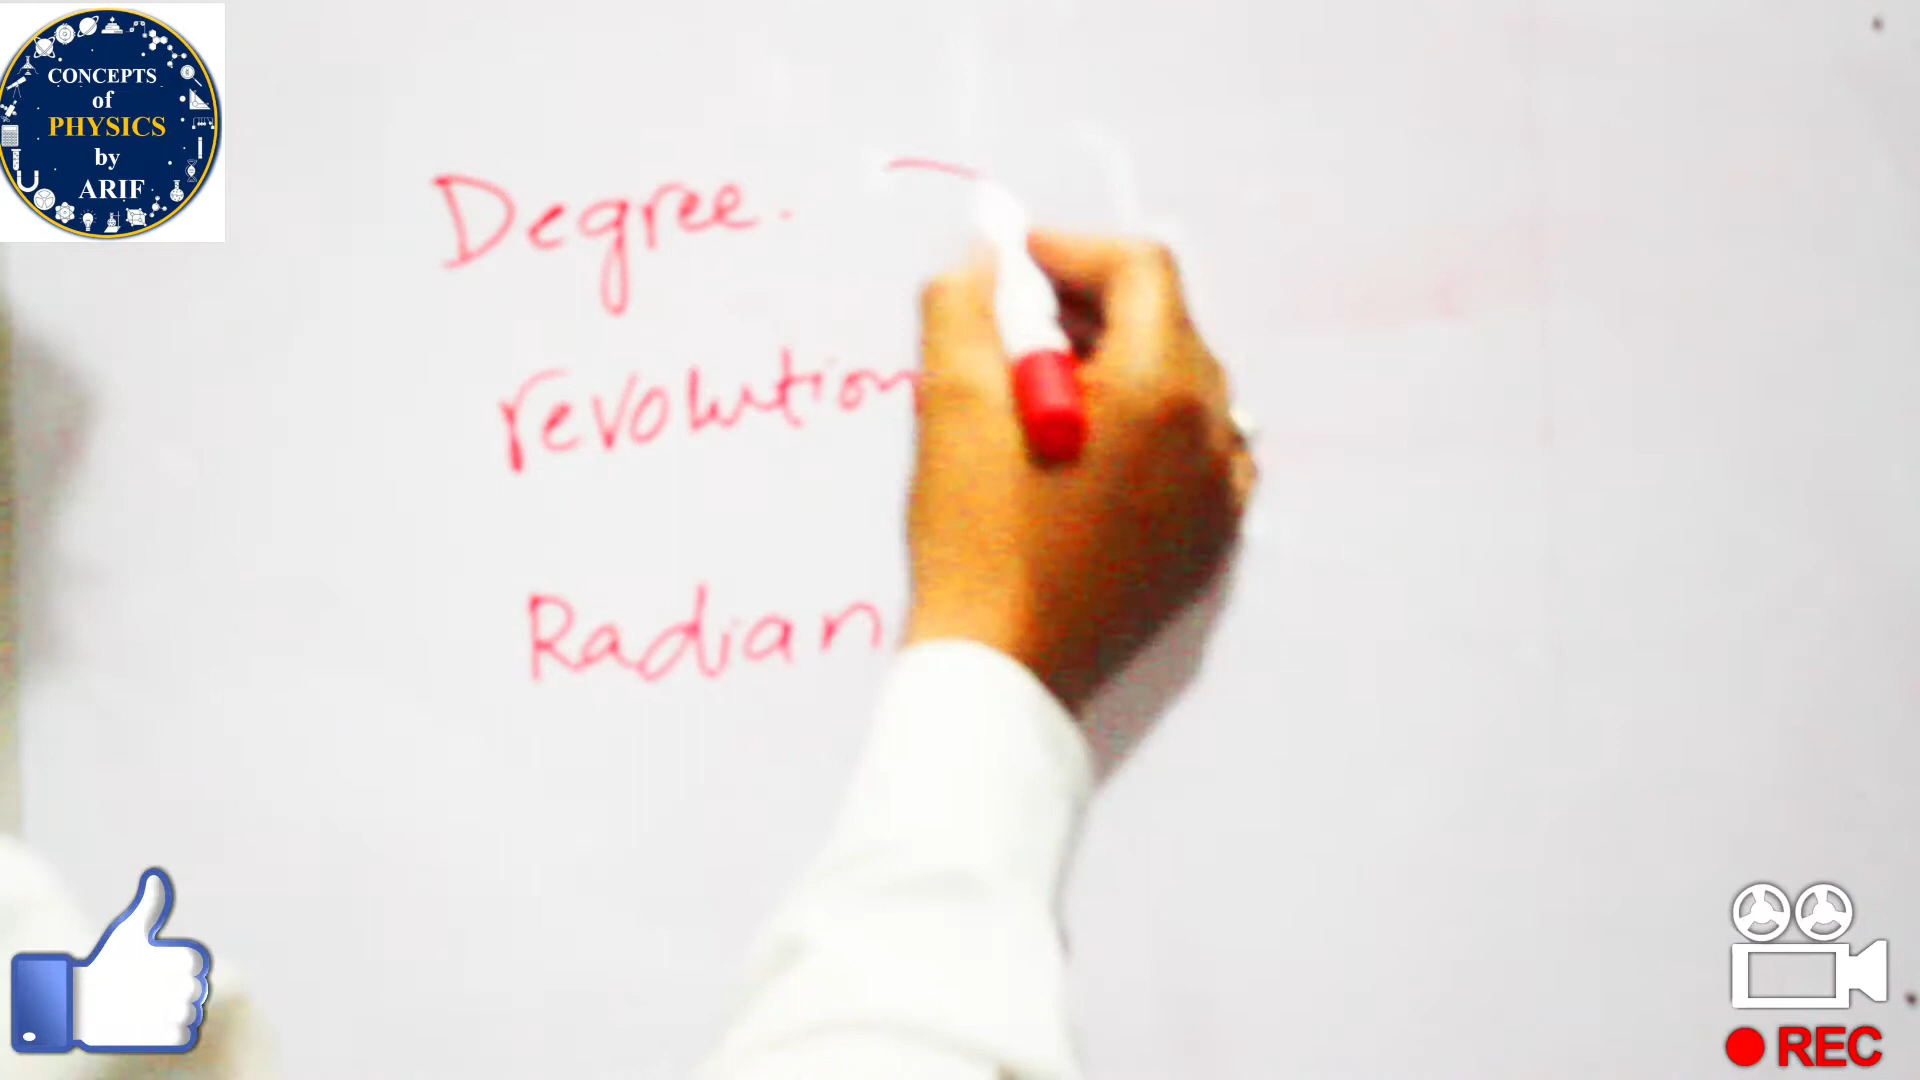 CONCEPTS
of
PHYSICS
by
ARIF
Degree.
revolution
Radian
REC